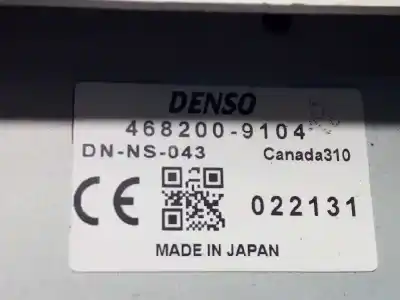 DENSO
468200-9104
DN-NS-043 Canada310
CE 022131
MADE IN JAPAN